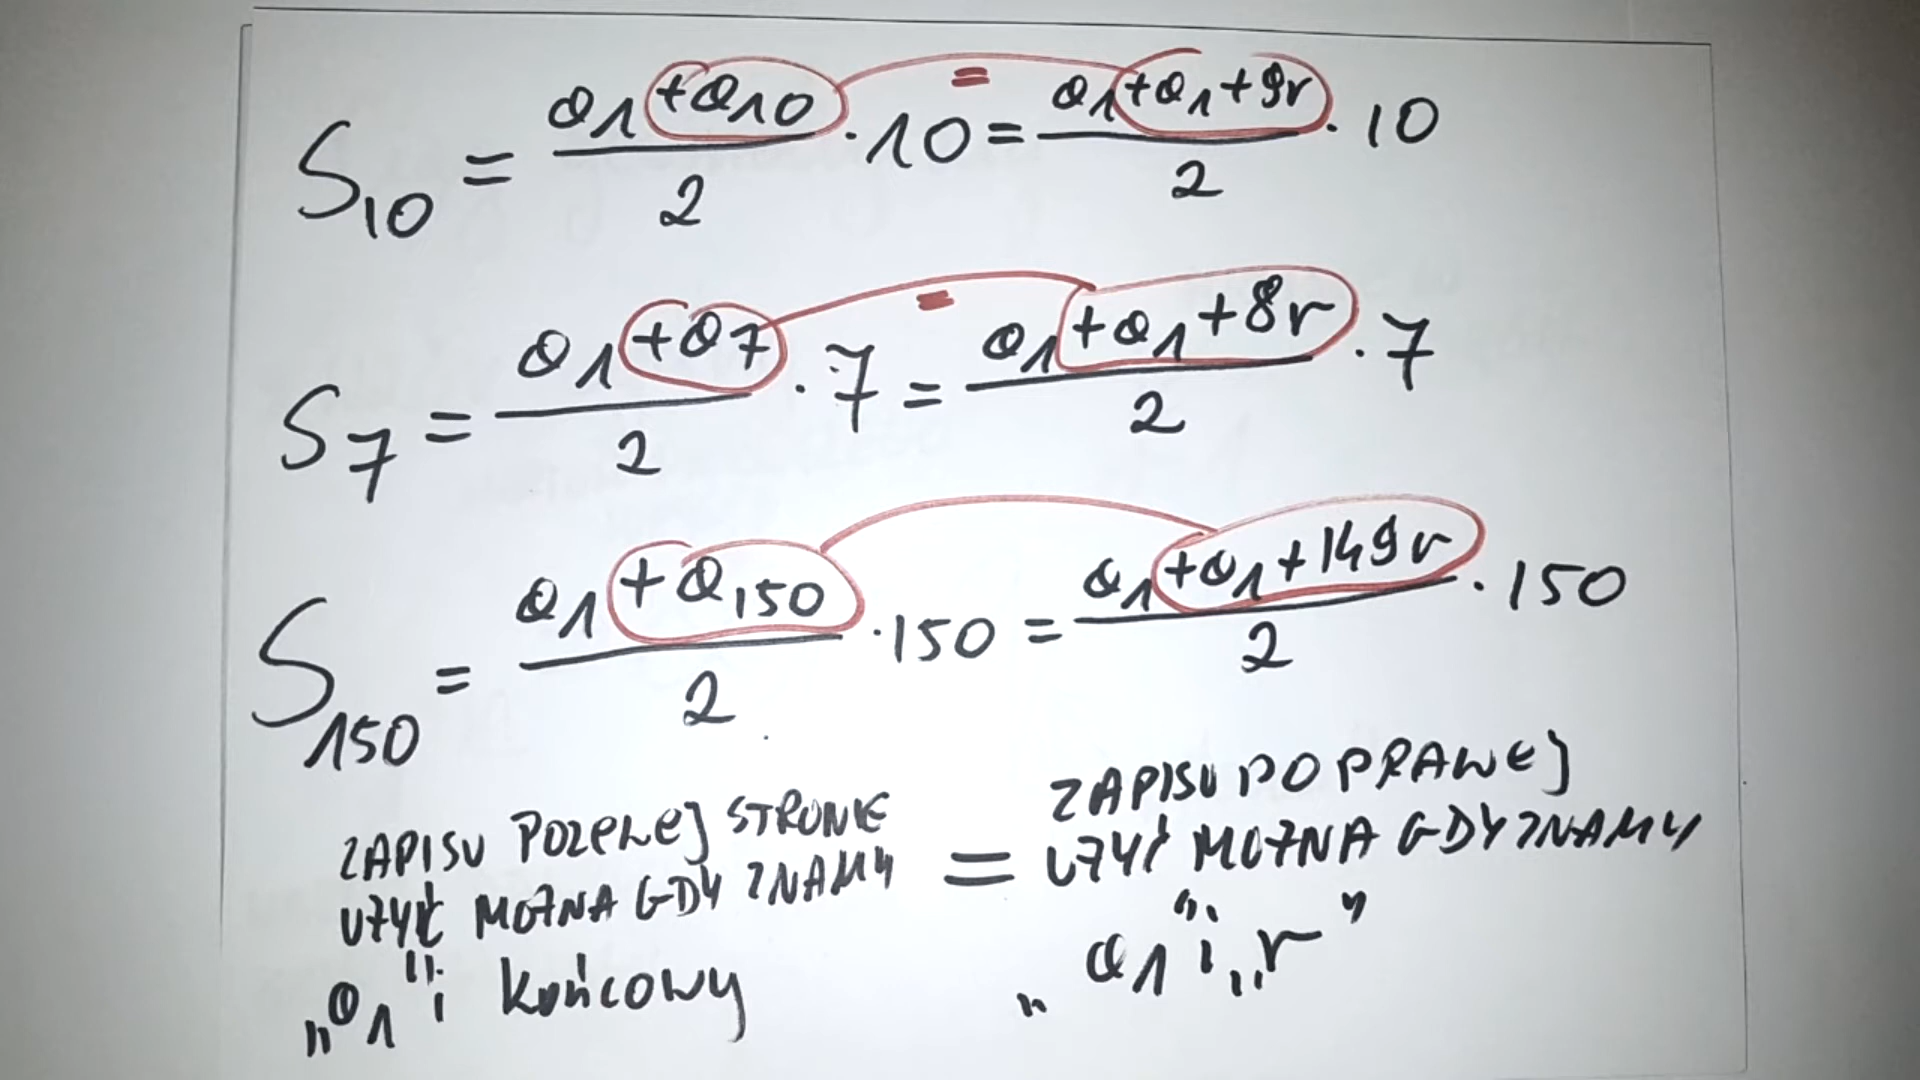 S10 = (a1 + a10)/2 · 10 = (a1 + a1 + 9r)/2 · 10
=
S7 = (a1 + a7)/2 · 7 = (a1 + a1 + 8r)/2 · 7
=
S150 = (a1 + a150)/2 · 150 = (a1 + a1 + 149r)/2 · 150
ZAPISU PO LEWEJ STRONIE
UŻYĆ MOŻNA GDY ZNAMY
„a1" i końcowy
=
ZAPISU PO PRAWEJ
UŻYĆ MOŻNA GDY ZNAMY
„a1" i „r"